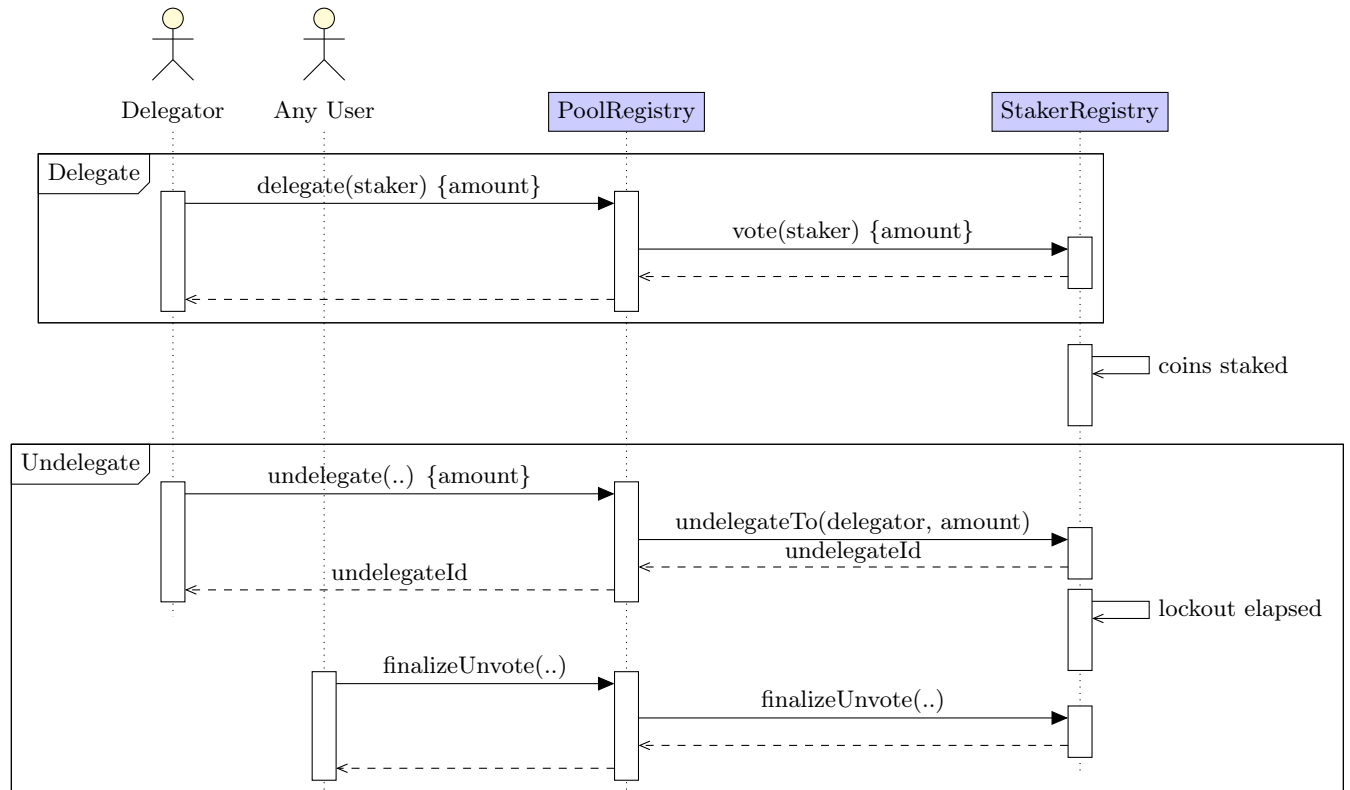 Delegator
Any User
PoolRegistry
StakerRegistry
Delegate
delegate(staker) {amount}
vote(staker) {amount}
coins staked
Undelegate
undelegate(..) {amount}
undelegateTo(delegator, amount)
undelegateId
undelegateId
lockout elapsed
finalizeUnvote(..)
finalizeUnvote(..)